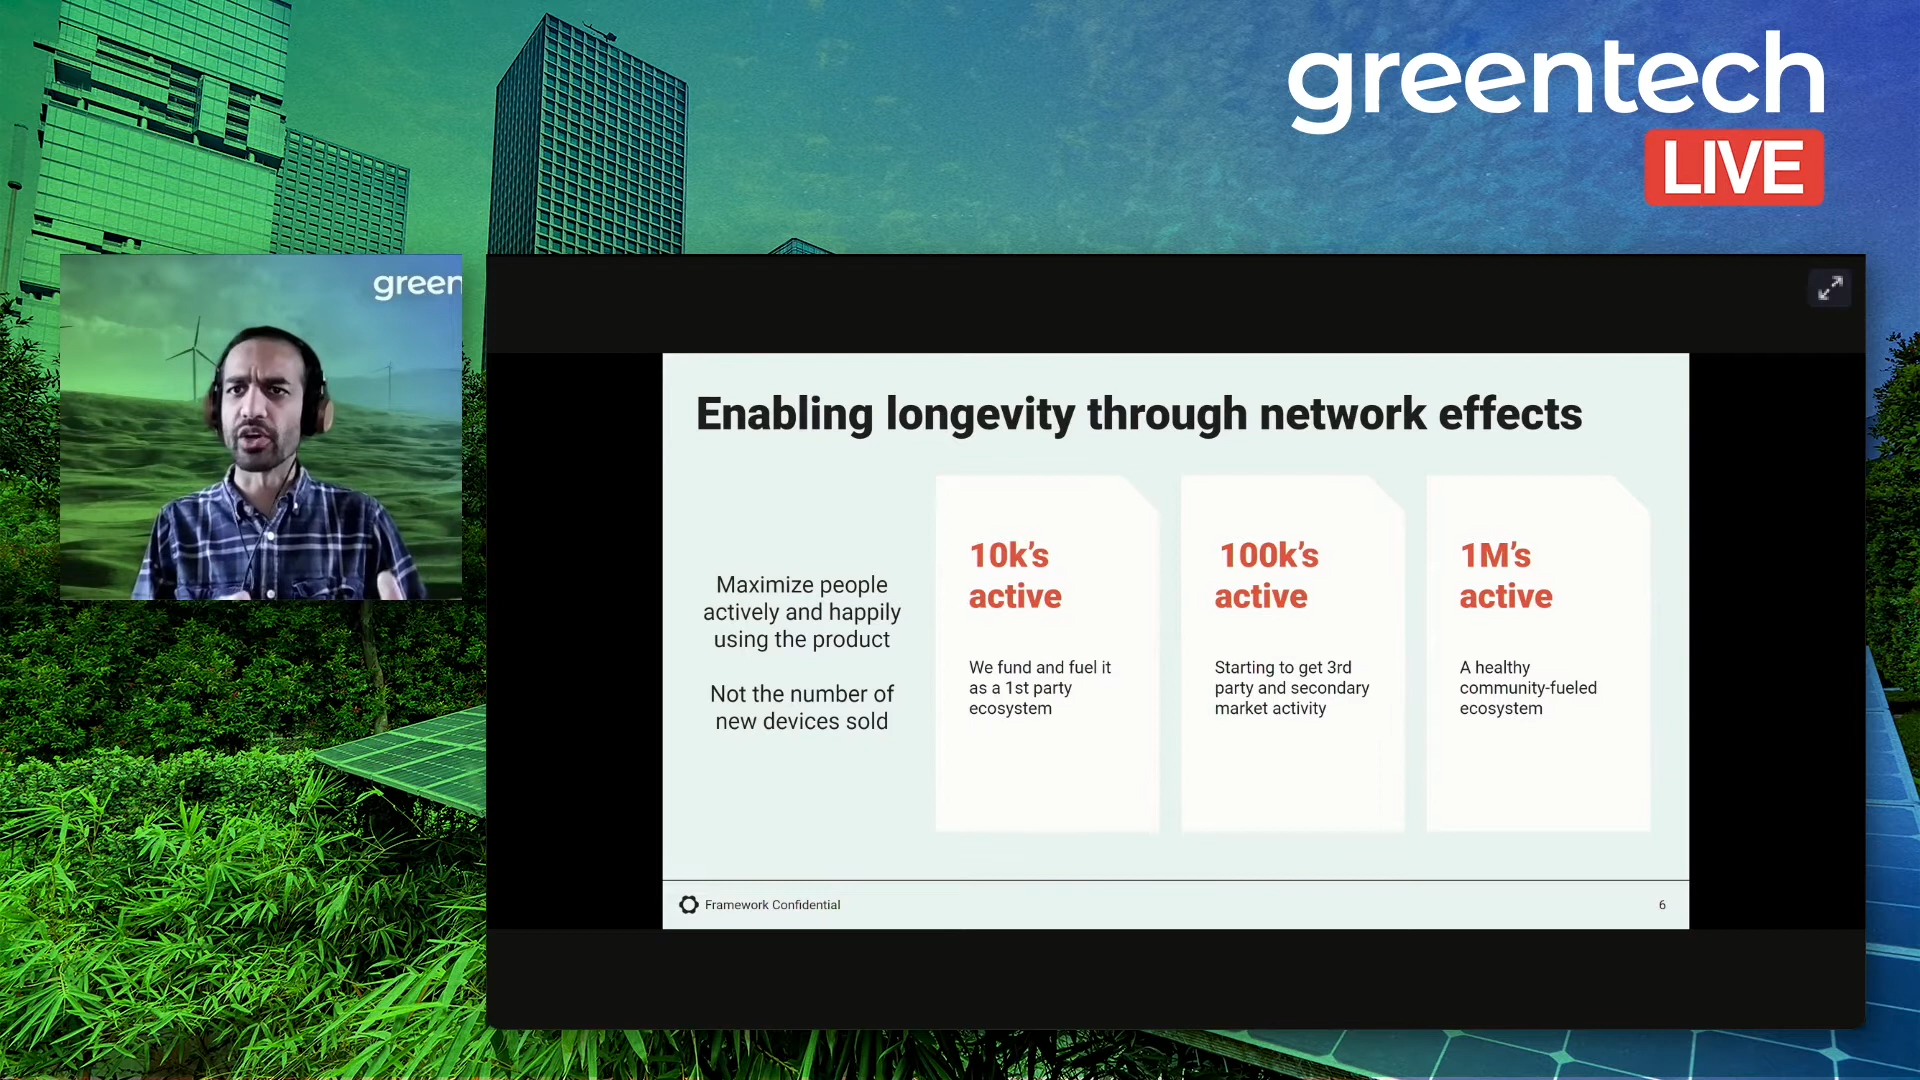 greentech
LIVE
green
Enabling longevity through network effects
Maximize people
actively and happily
using the product
Not the number of
new devices sold
10k’s
active
We fund and fuel it
as a 1st party
ecosystem
100k’s
active
Starting to get 3rd
party and secondary
market activity
1M’s
active
A healthy
community-fueled
ecosystem
Framework Confidential
6